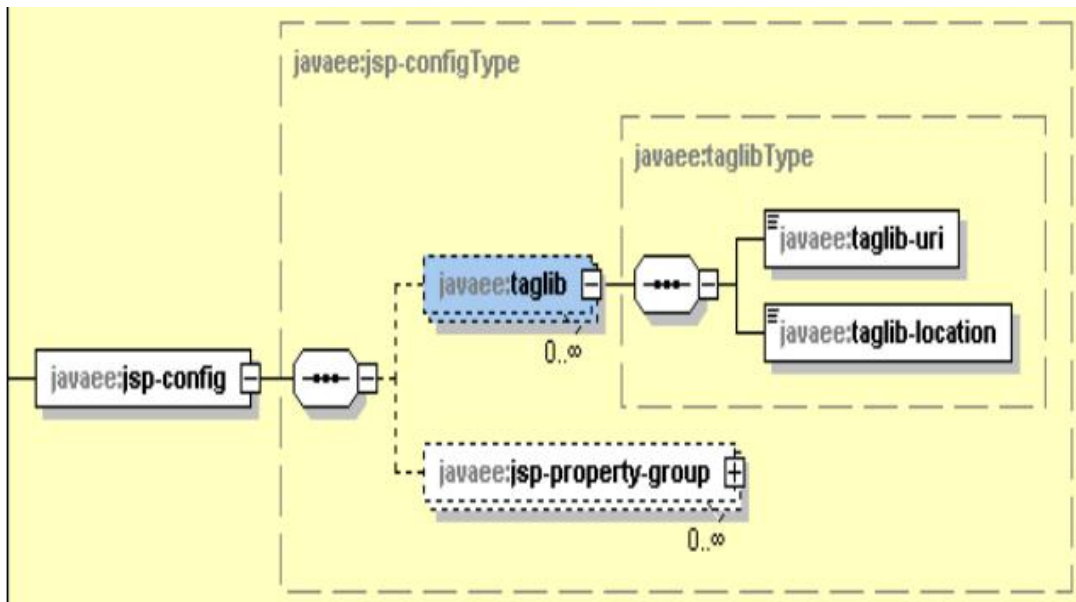 javaee:jsp-configType
javaee:taglibType
javaee:taglib-uri
javaee:taglib
javaee:taglib-location
0..∞
javaee:jsp-config
javaee:jsp-property-group
0..∞